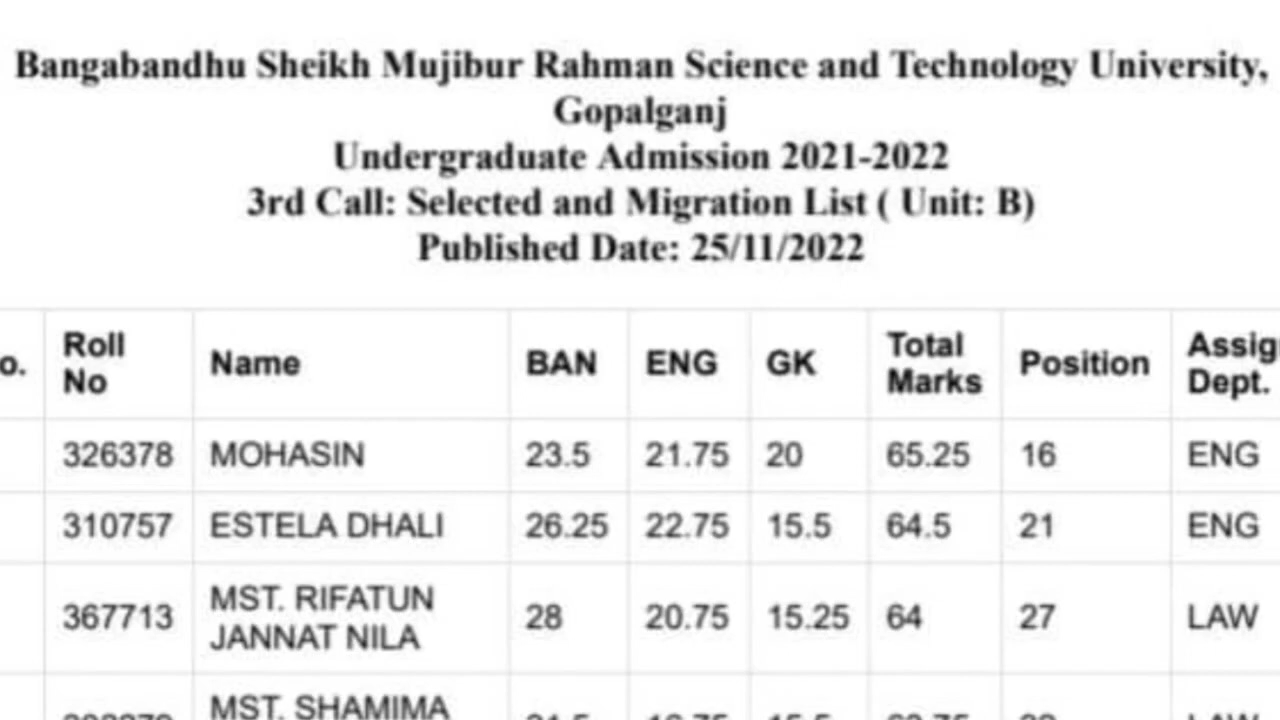 Bangabandhu Sheikh Mujibur Rahman Science and Technology University,
Gopalganj
Undergraduate Admission 2021-2022
3rd Call: Selected and Migration List ( Unit: B)
Published Date: 25/11/2022
o. Roll No Name BAN ENG GK Total Marks Position Assig Dept.
326378 MOHASIN 23.5 21.75 20 65.25 16 ENG
310757 ESTELA DHALI 26.25 22.75 15.5 64.5 21 ENG
367713 MST. RIFATUN JANNAT NILA 28 20.75 15.25 64 27 LAW
MST. SHAMIMA